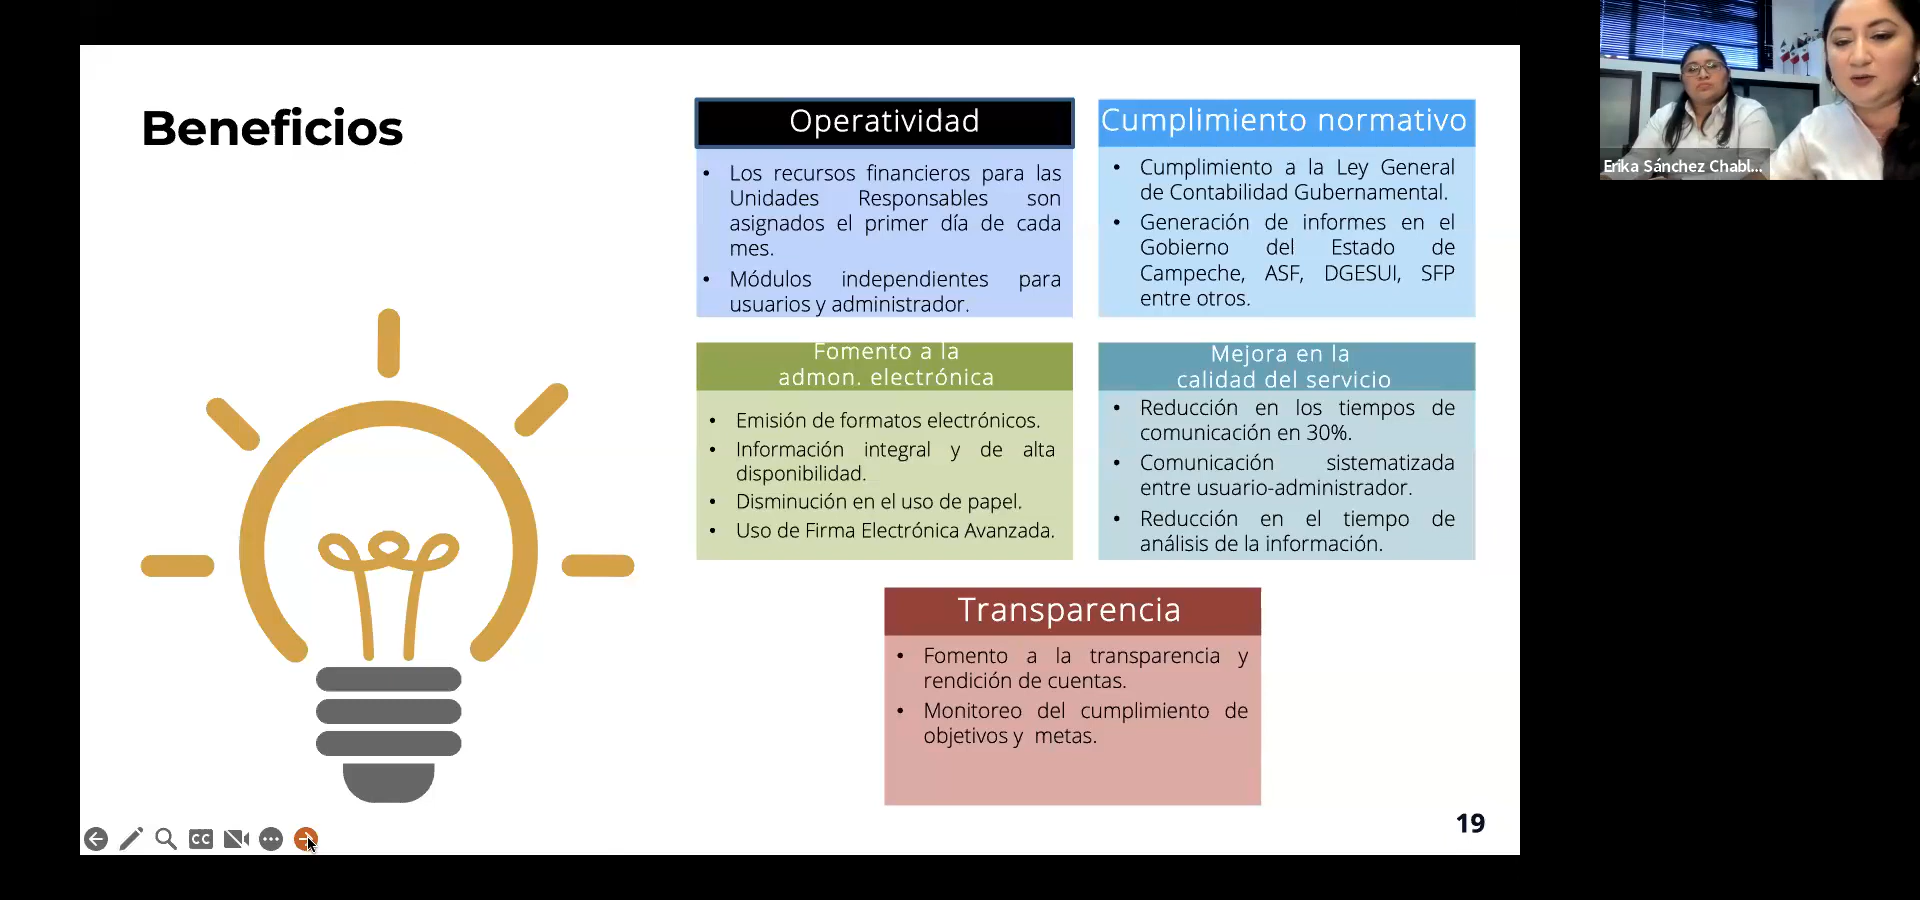 Beneficios
Operatividad
• Los recursos financieros para las
Unidades Responsables son
asignados el primer día de cada
mes.
• Módulos independientes para
usuarios y administrador.
Cumplimiento normativo
• Cumplimiento a la Ley General
de Contabilidad Gubernamental.
• Generación de informes en el
Gobierno del Estado de
Campeche, ASF, DGESUI, SFP
entre otros.
Fomento a la
admon. electrónica
• Emisión de formatos electrónicos.
• Información integral y de alta
disponibilidad.
• Disminución en el uso de papel.
• Uso de Firma Electrónica Avanzada.
Mejora en la
calidad del servicio
• Reducción en los tiempos de
comunicación en 30%.
• Comunicación sistematizada
entre usuario-administrador.
• Reducción en el tiempo de
análisis de la información.
Transparencia
• Fomento a la transparencia y
rendición de cuentas.
• Monitoreo del cumplimiento de
objetivos y metas.
19
CC
Erika Sánchez Chabl...